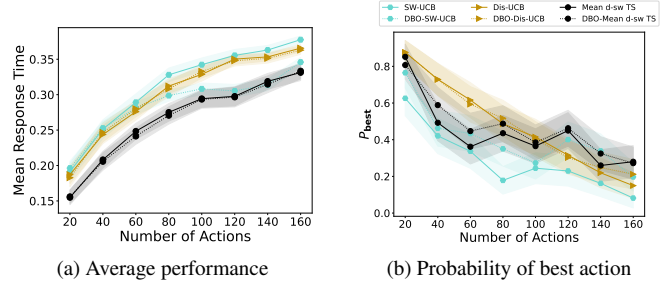 SW-UCB Dis-UCB Mean d-sw TS
DBO-SW-UCB DBO-Dis-UCB DBO-Mean d-sw TS
Mean Response Time
0.35
0.30
0.25
0.20
0.15
20 40 60 80 100 120 140 160
Number of Actions
P_best
0.8
0.6
0.4
0.2
0.0
20 40 60 80 100 120 140 160
Number of Actions
(a) Average performance
(b) Probability of best action